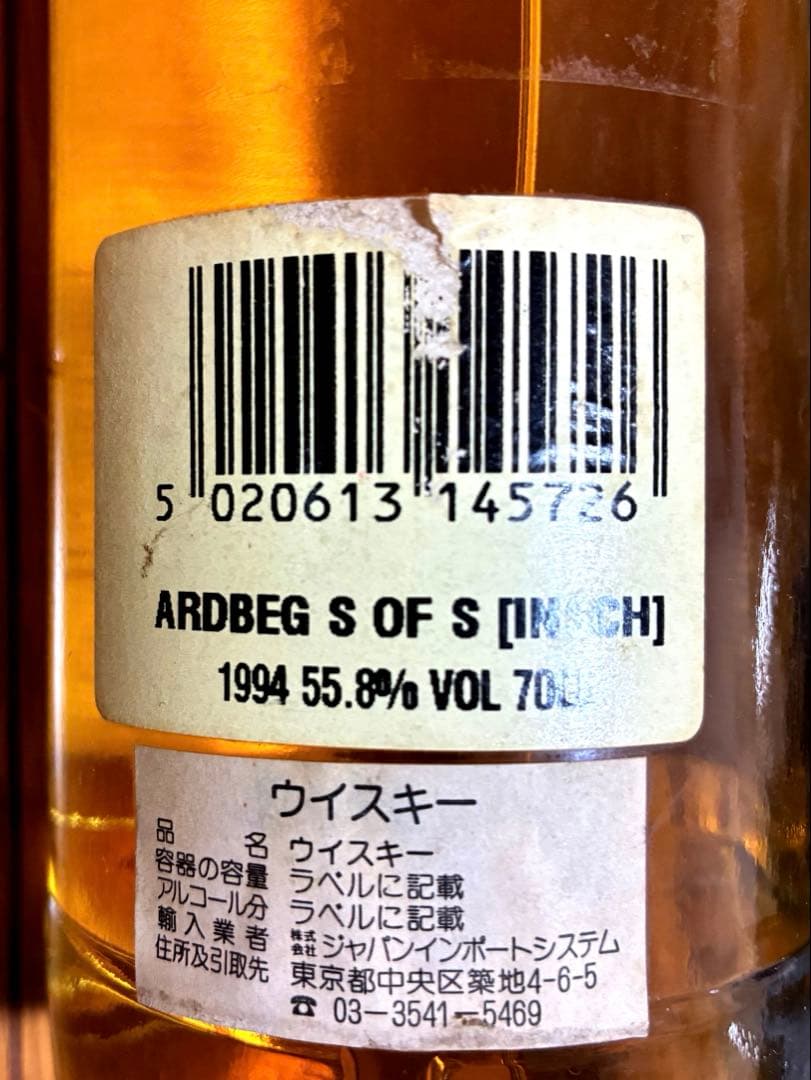 5 020613 145726
ARDBEG S OF S [INSCH]
1994 55.8% VOL
ウイスキー
品名 ウイスキー
容器の容量 ラベルに記載
アルコール分 ラベルに記載
輸入業者 株式会社ジャパンインポートシステム
住所及引取先 東京都中央区築地4-6-5
☎ 03-3541-5469